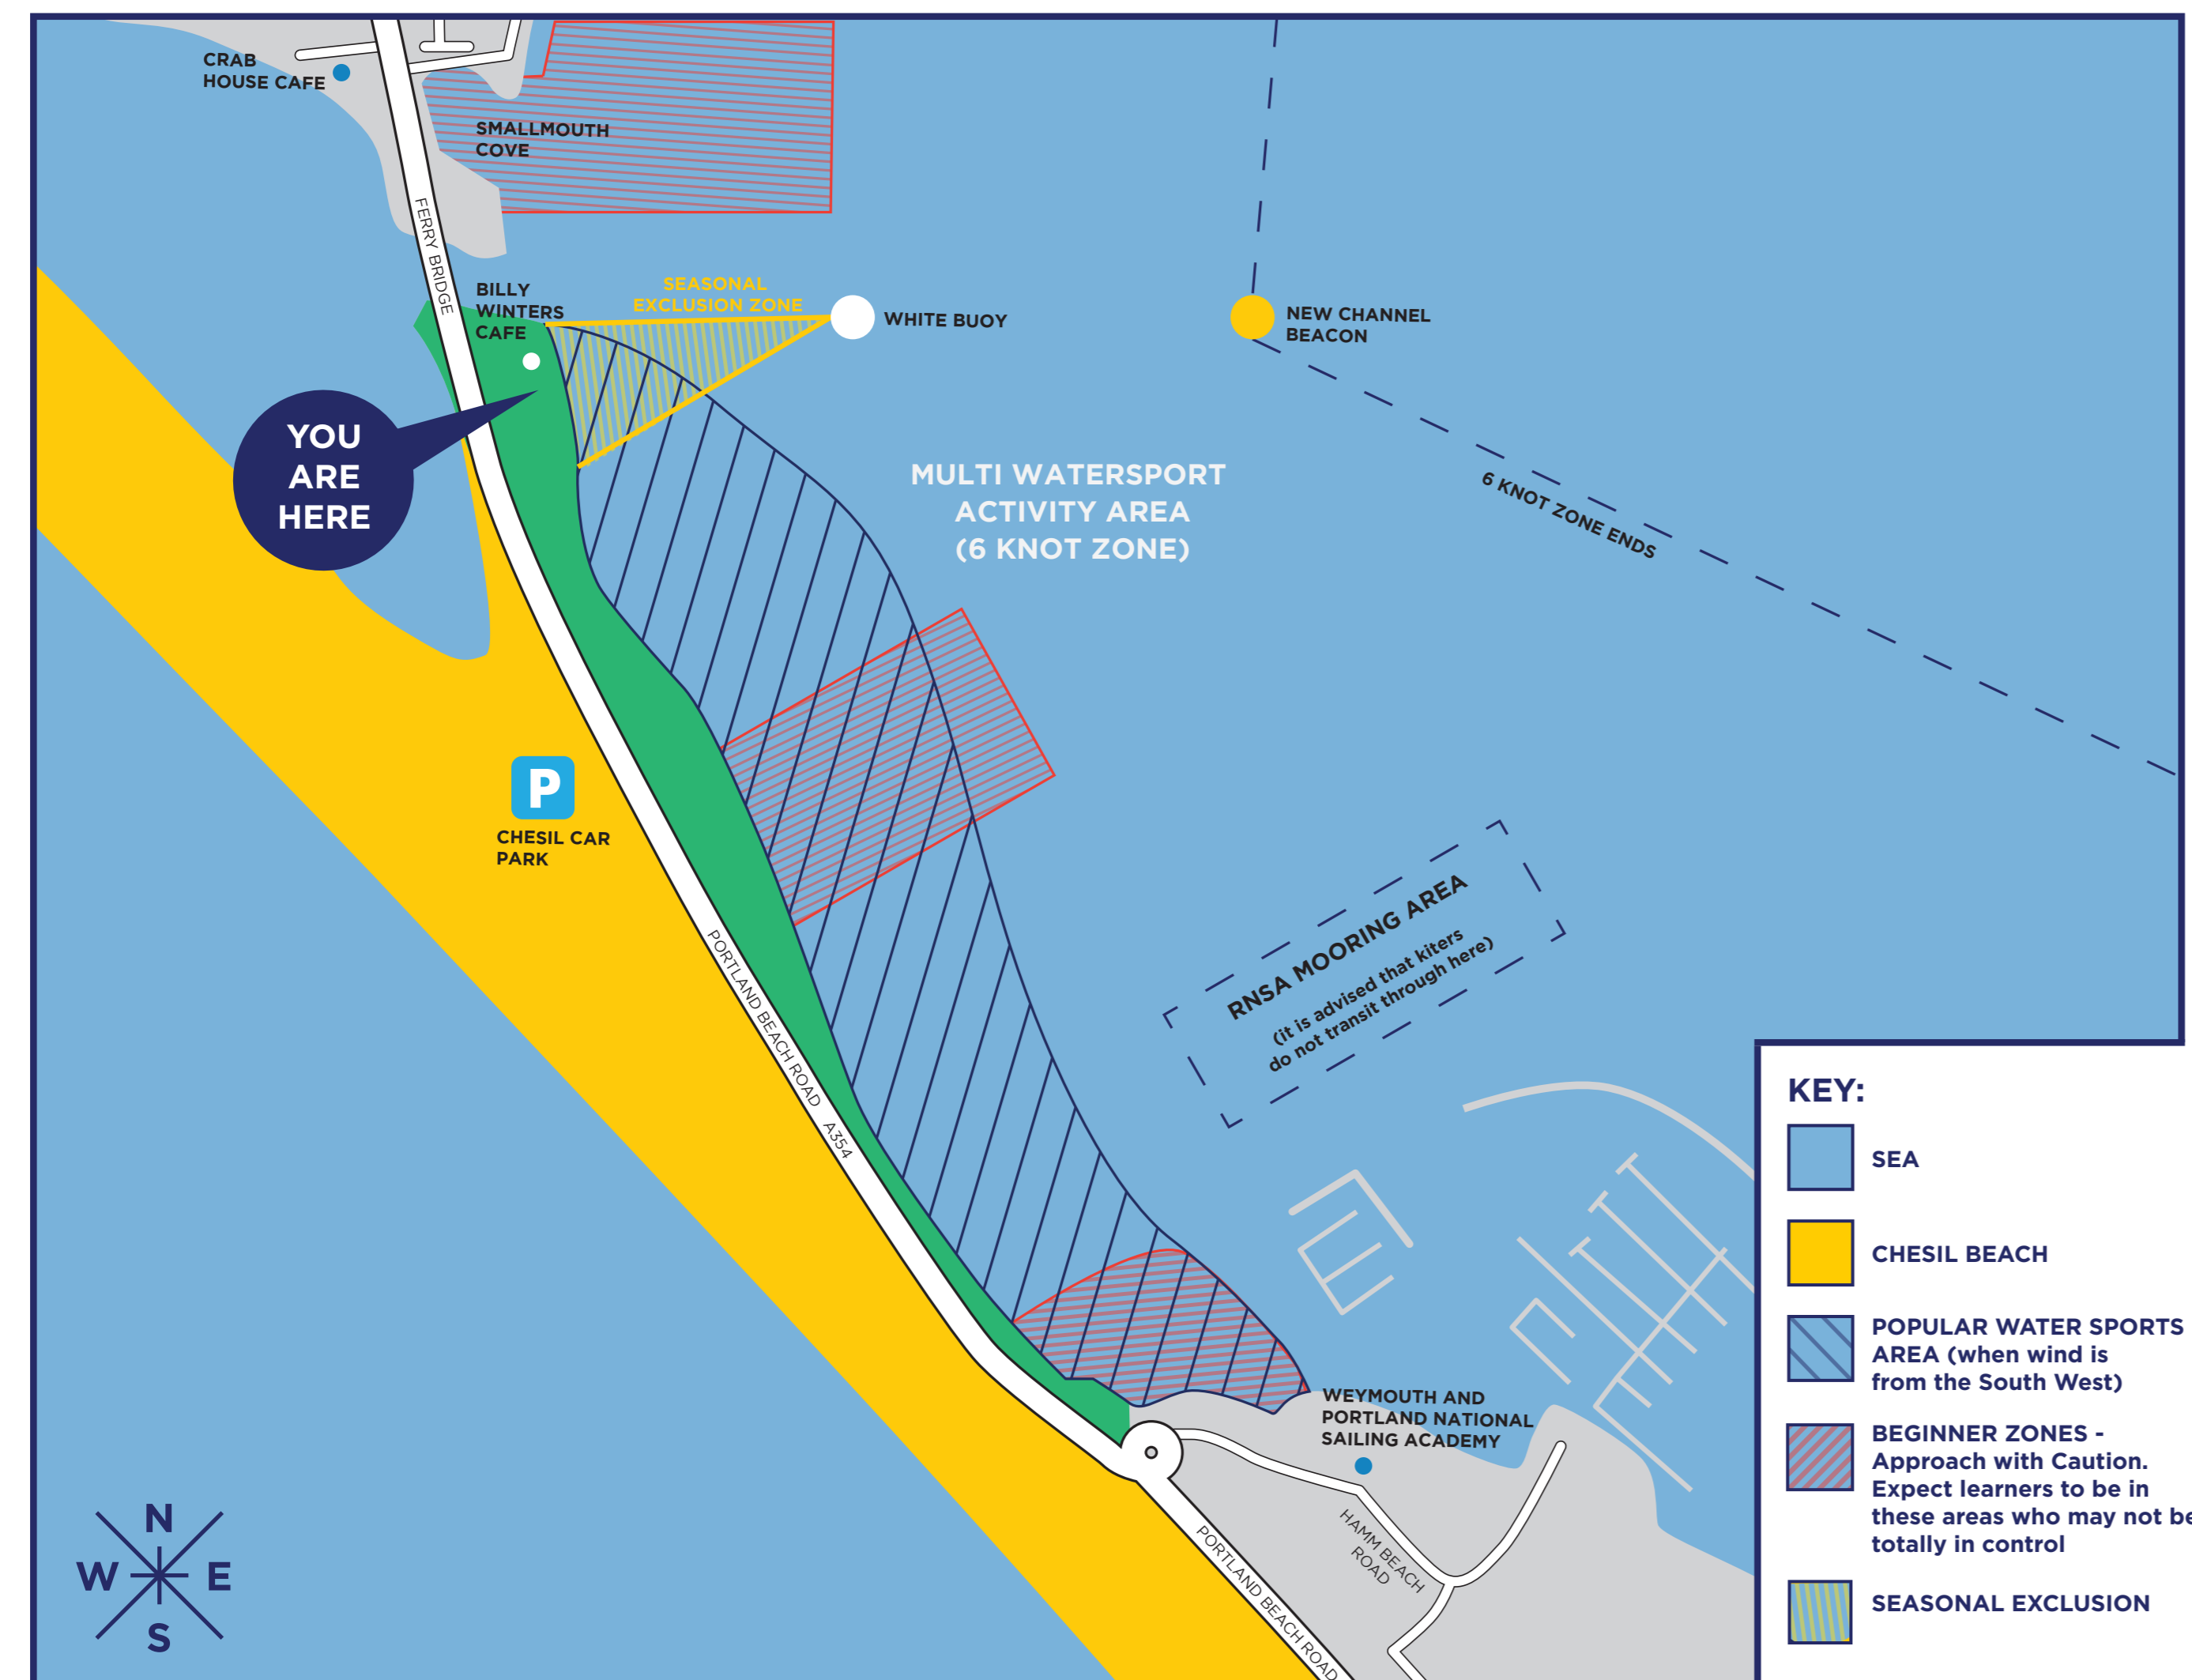 CRAB
HOUSE CAFE
SMALLMOUTH
COVE
FERRY BRIDGE
BILLY
WINTERS
CAFE
SEASONAL
EXCLUSION ZONE
WHITE BUOY
NEW CHANNEL
BEACON
YOU
ARE
HERE
MULTI WATERSPORT
ACTIVITY AREA
(6 KNOT ZONE)
6 KNOT ZONE ENDS
P
CHESIL CAR
PARK
PORTLAND BEACH ROAD A354
RNSA MOORING AREA
(it is advised that kiters
do not transit through here)
WEYMOUTH AND
PORTLAND NATIONAL
SAILING ACADEMY
HAMM BEACH
ROAD
PORTLAND BEACH ROAD
N
W E
S
KEY:
SEA
CHESIL BEACH
POPULAR WATER SPORTS
AREA (when wind is
from the South West)
BEGINNER ZONES -
Approach with Caution.
Expect learners to be in
these areas who may not be
totally in control
SEASONAL EXCLUSION